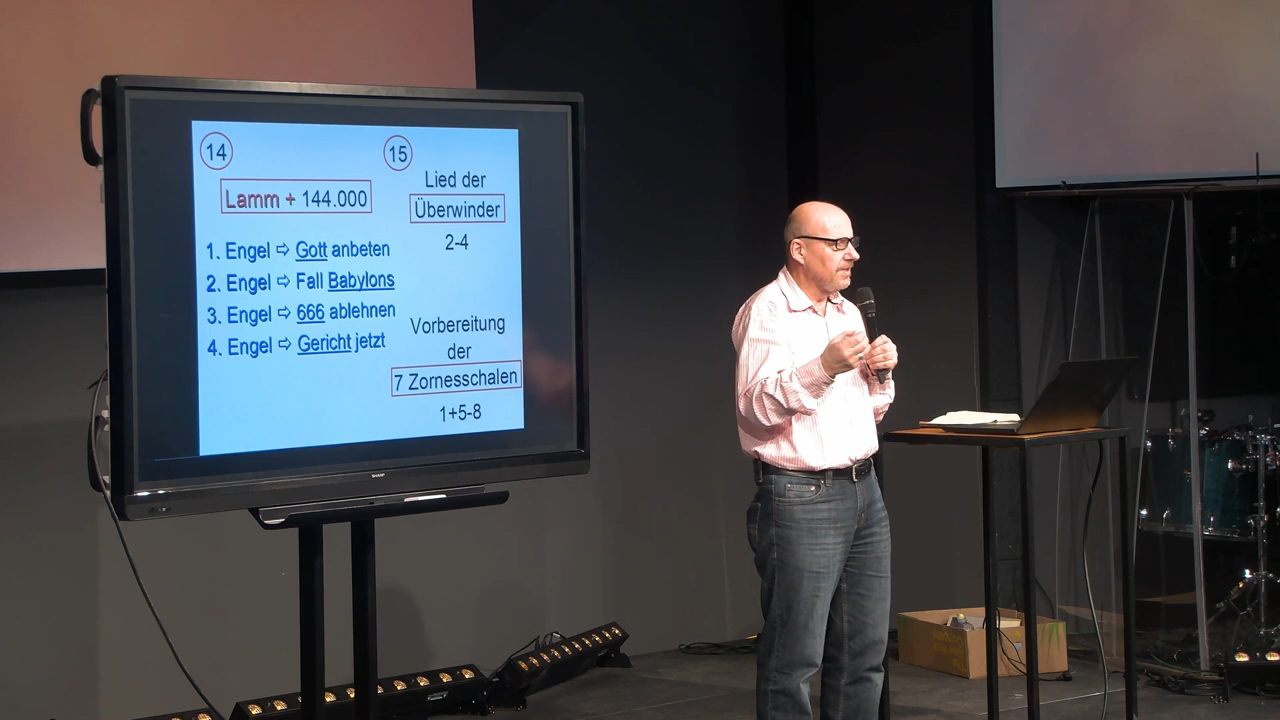 14
Lamm + 144.000
1. Engel ⇨ Gott anbeten
2. Engel ⇨ Fall Babylons
3. Engel ⇨ 666 ablehnen
4. Engel ⇨ Gericht jetzt
15
Lied der
Überwinder
2-4
Vorbereitung
der
7 Zornesschalen
1+5-8
SHARP